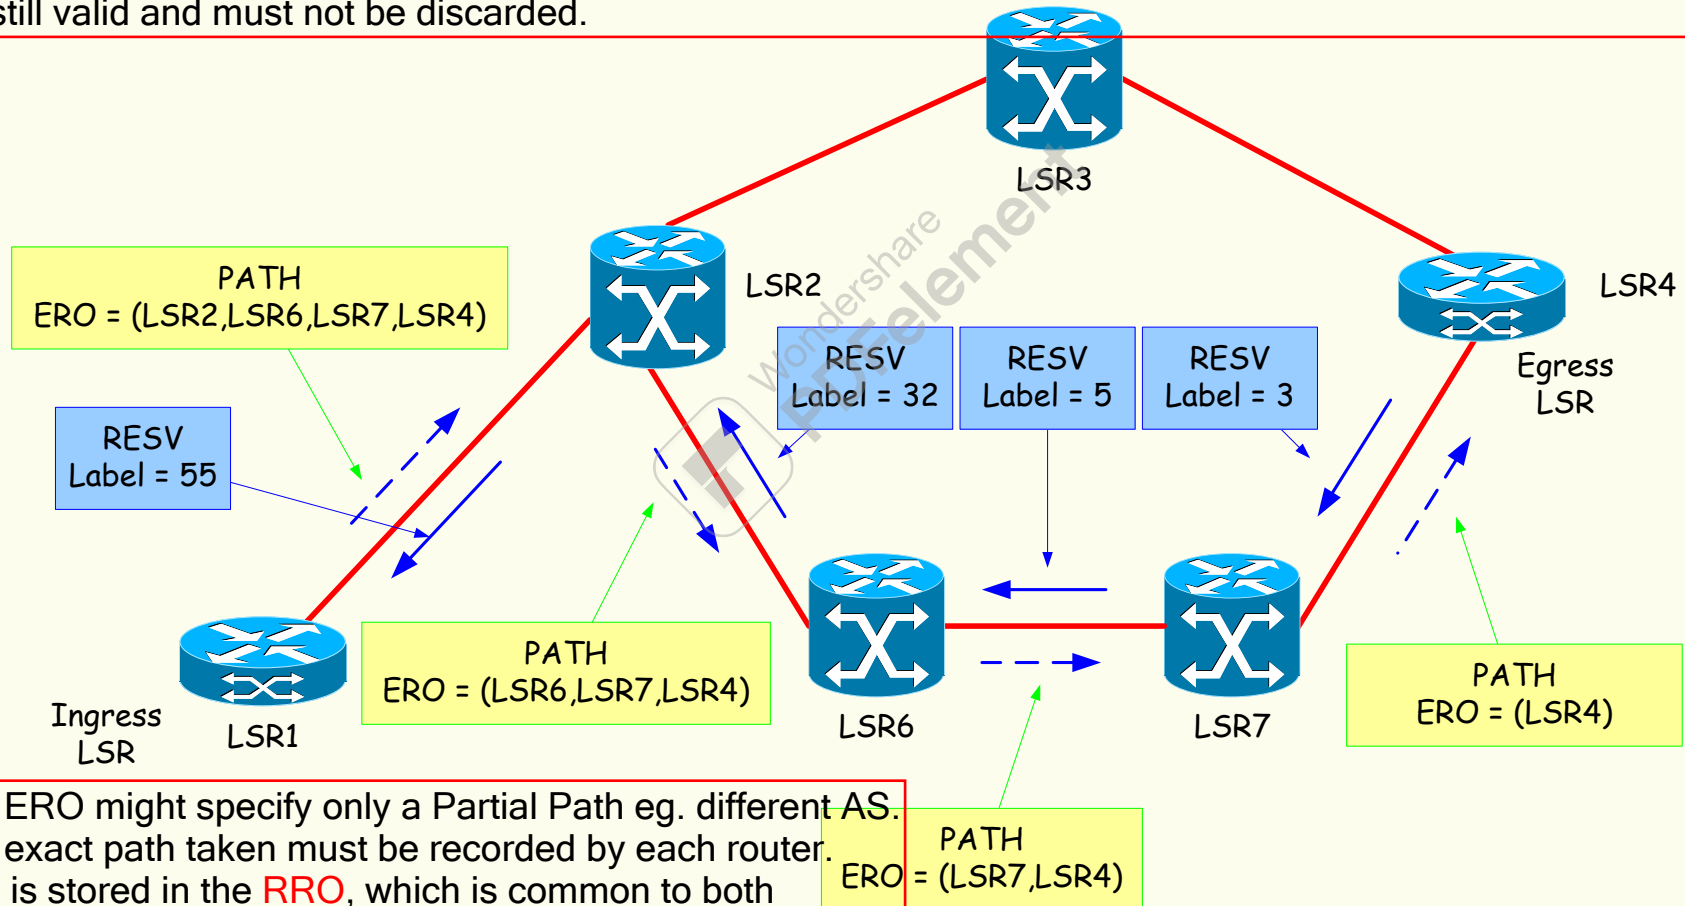 still valid and must not be discarded.
LSR3
PATH
ERO = (LSR2,LSR6,LSR7,LSR4)
LSR2
LSR4
Egress
LSR
RESV
Label = 32
RESV
Label = 5
RESV
Label = 3
RESV
Label = 55
Wondershare
PDFelement
PATH
ERO = (LSR6,LSR7,LSR4)
Ingress
LSR
LSR1
LSR6
LSR7
PATH
ERO = (LSR4)
ERO might specify only a Partial Path eg. different AS.
exact path taken must be recorded by each router.
is stored in the RRO, which is common to both
PATH
ERO = (LSR7,LSR4)